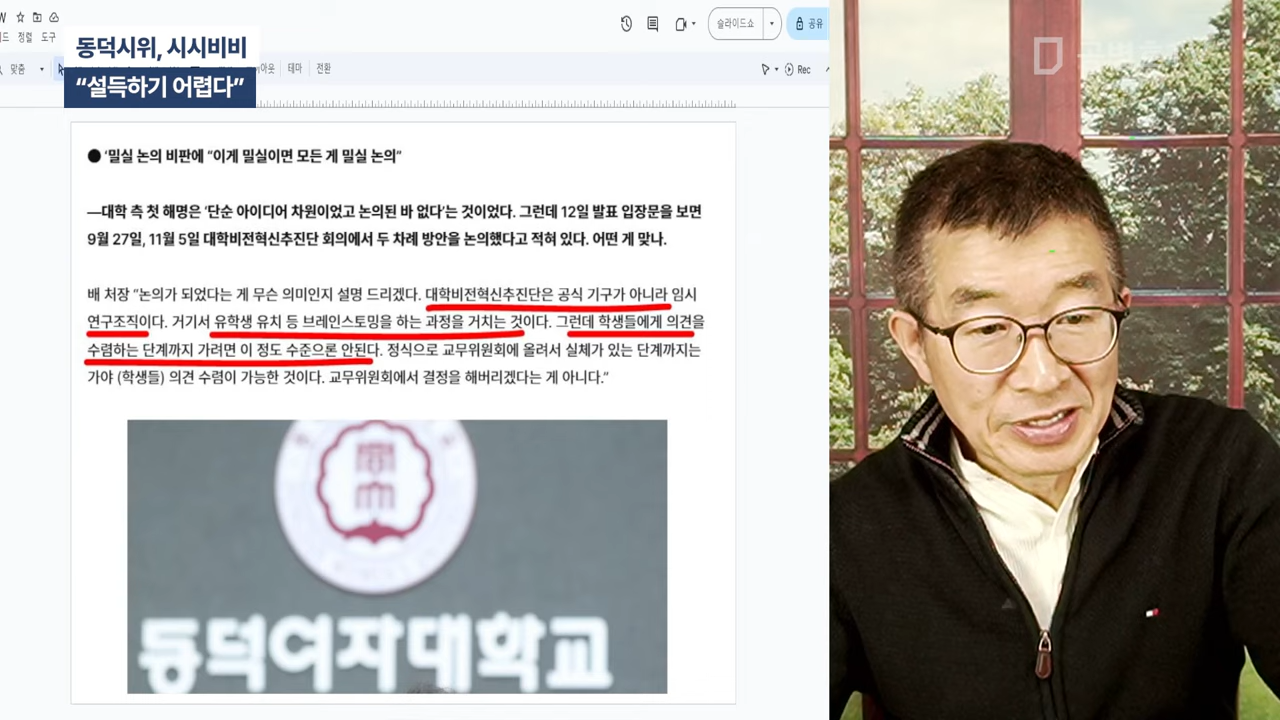 정렬 도구
슬라이드쇼
공유
동덕시위, 시시비비
“설득하기 어렵다”
맞춤
테마
전환
Rec
● ‘밀실 논의 비판에 “이게 밀실이면 모든 게 밀실 논의”
―대학 측 첫 해명은 ‘단순 아이디어 차원이었고 논의된 바 없다’는 것이었다. 그런데 12일 발표 입장문을 보면
9월 27일, 11월 5일 대학비전혁신추진단 회의에서 두 차례 방안을 논의했다고 적혀 있다. 어떤 게 맞나.
배 처장 “논의가 되었다는 게 무슨 의미인지 설명 드리겠다. 대학비전혁신추진단은 공식 기구가 아니라 임시
연구조직이다. 거기서 유학생 유치 등 브레인스토밍을 하는 과정을 거치는 것이다. 그런데 학생들에게 의견을
수렴하는 단계까지 가려면 이 정도 수준으론 안된다. 정식으로 교무위원회에 올려서 실체가 있는 단계까지는
가야 (학생들) 의견 수렴이 가능한 것이다. 교무위원회에서 결정을 해버리겠다는 게 아니다.”
동덕여자대학교